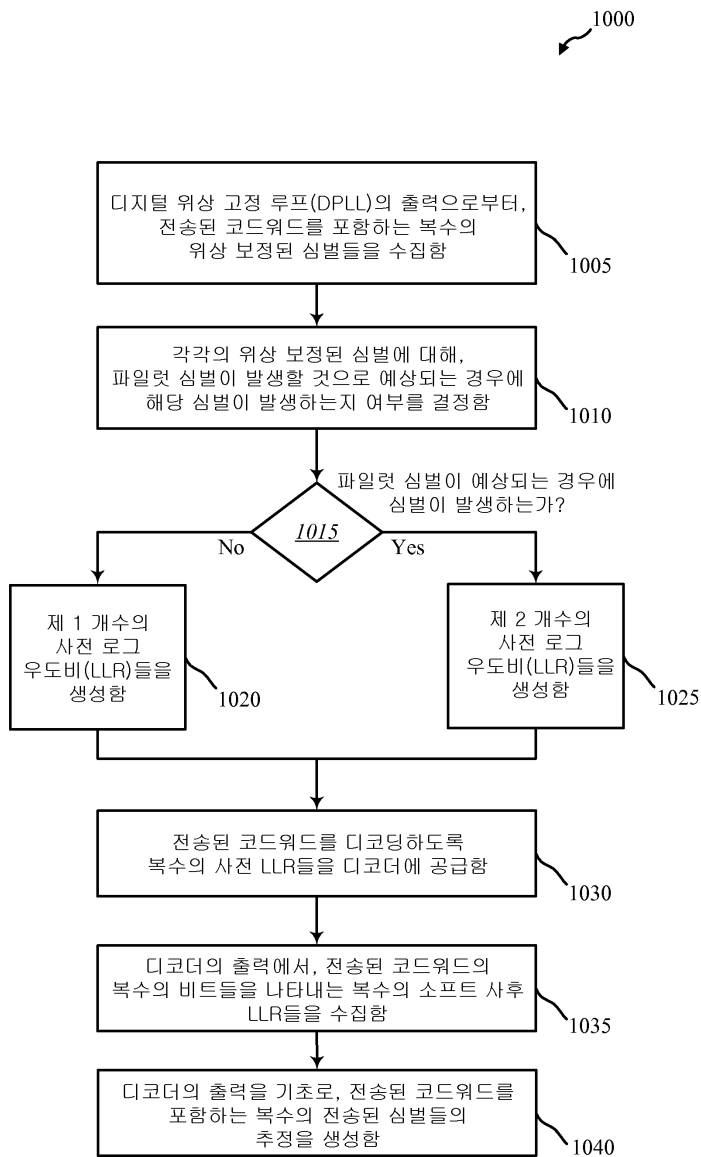 1000
디지털 위상 고정 루프(DPLL)의 출력으로부터,
전송된 코드워드를 포함하는 복수의
위상 보정된 심벌들을 수집함
1005
각각의 위상 보정된 심벌에 대해,
파일럿 심벌이 발생할 것으로 예상되는 경우에
해당 심벌이 발생하는지 여부를 결정함
1010
파일럿 심벌이 예상되는 경우에
심벌이 발생하는가?
1015
No
Yes
제 1 개수의
사전 로그
우도비(LLR)들을
생성함
1020
제 2 개수의
사전 로그
우도비(LLR)들을
생성함
1025
전송된 코드워드를 디코딩하도록
복수의 사전 LLR들을 디코더에 공급함
1030
디코더의 출력에서, 전송된 코드워드의
복수의 비트들을 나타내는 복수의 소프트 사후
LLR들을 수집함
1035
디코더의 출력을 기초로, 전송된 코드워드를
포함하는 복수의 전송된 심벌들의
추정을 생성함
1040